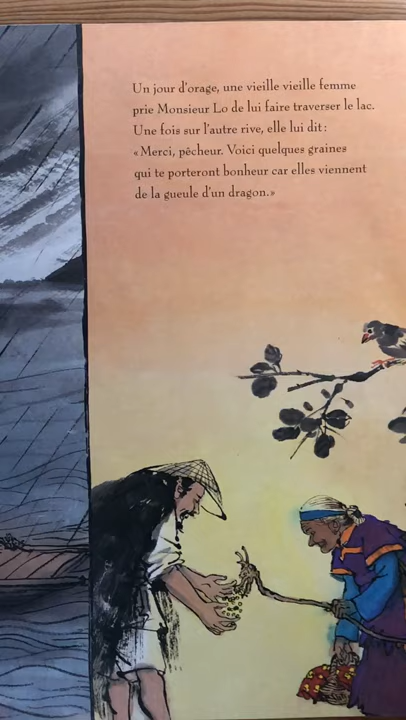 Un jour d'orage, une vieille vieille femme
prie Monsieur Lo de lui faire traverser le lac.
Une fois sur l'autre rive, elle lui dit :
« Merci, pêcheur. Voici quelques graines
qui te porteront bonheur car elles viennent
de la gueule d'un dragon. »